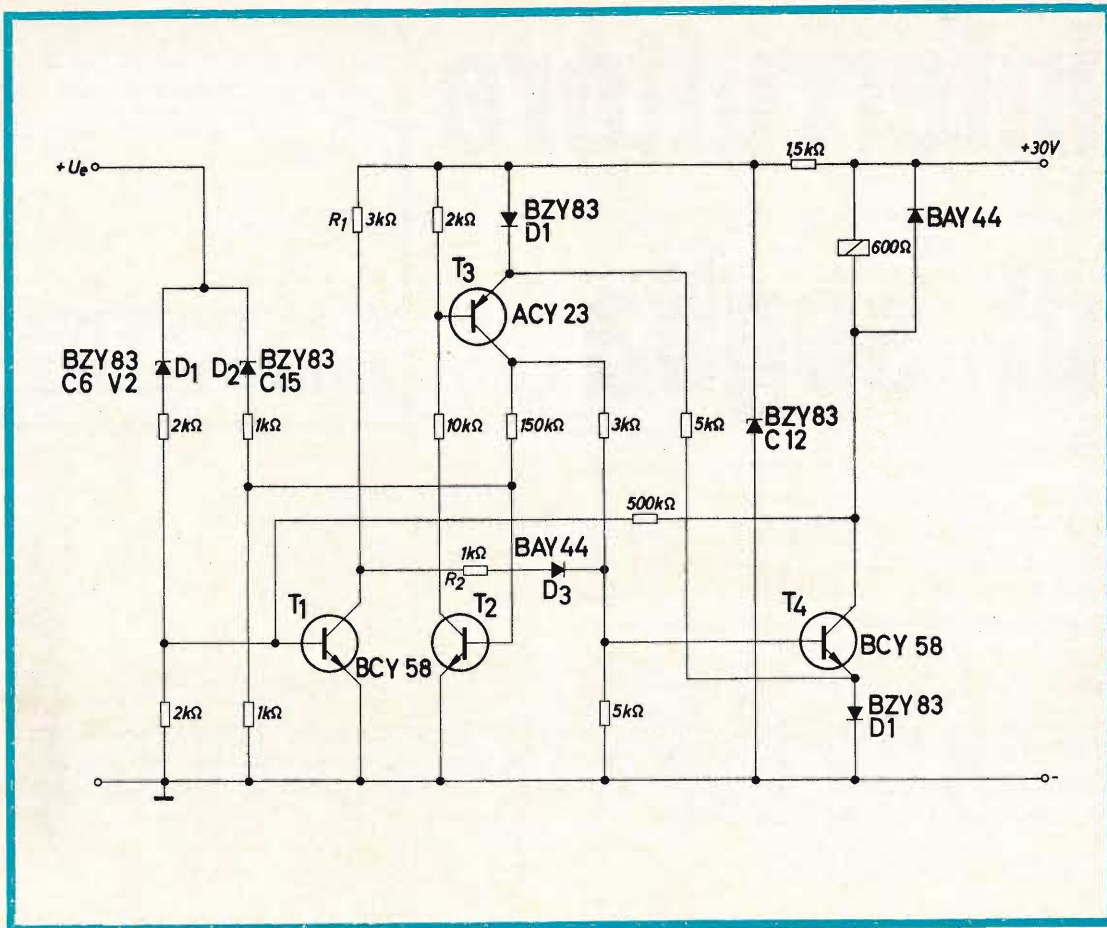 + Ue
1,5kΩ
+30V
R1
3kΩ
2kΩ
BZY83
D1
BAY44
600Ω
T3
ACY 23
BZY83
C6 V2
D1
D2
BZY83
C15
2kΩ
1kΩ
10kΩ
150kΩ
3kΩ
5kΩ
BZY83
C12
500kΩ
1kΩ
R2
BAY44
D3
T1
T2
T4
BCY 58
BCY 58
2kΩ
1kΩ
5kΩ
BZY83
D1
-